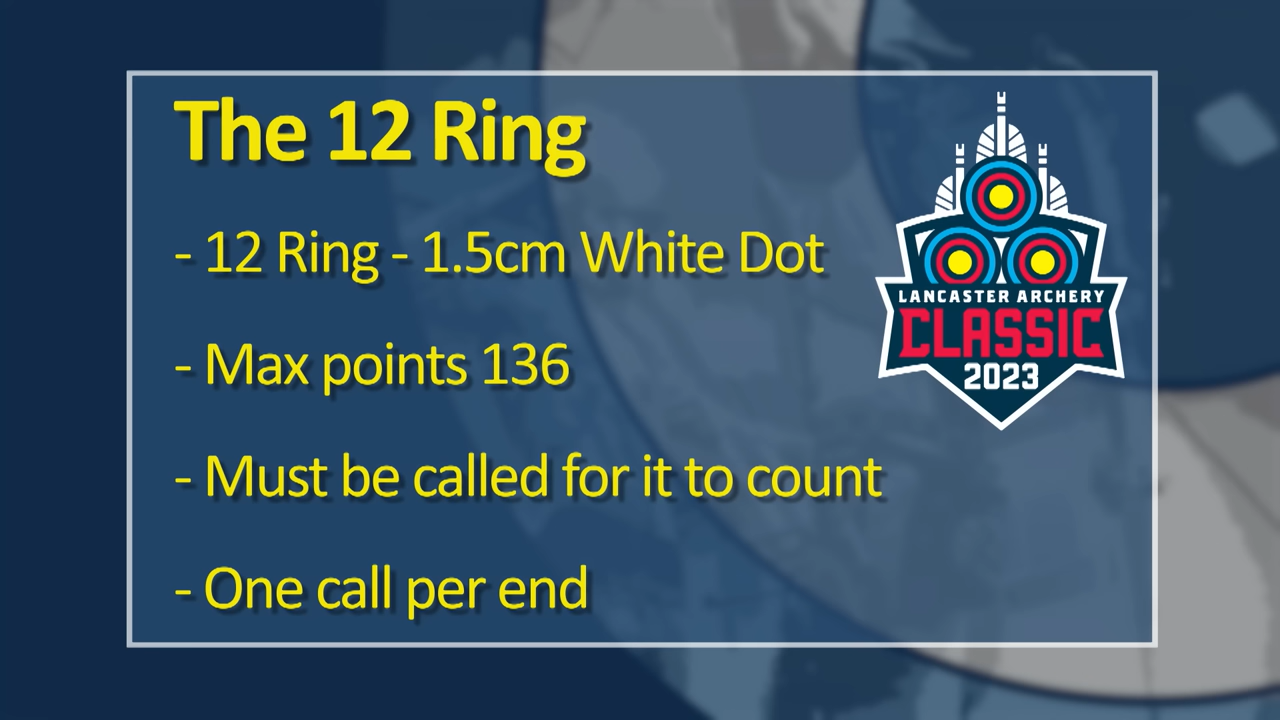 The 12 Ring
- 12 Ring - 1.5cm White Dot
- Max points 136
- Must be called for it to count
- One call per end
LANCASTER ARCHERY
CLASSIC
2023